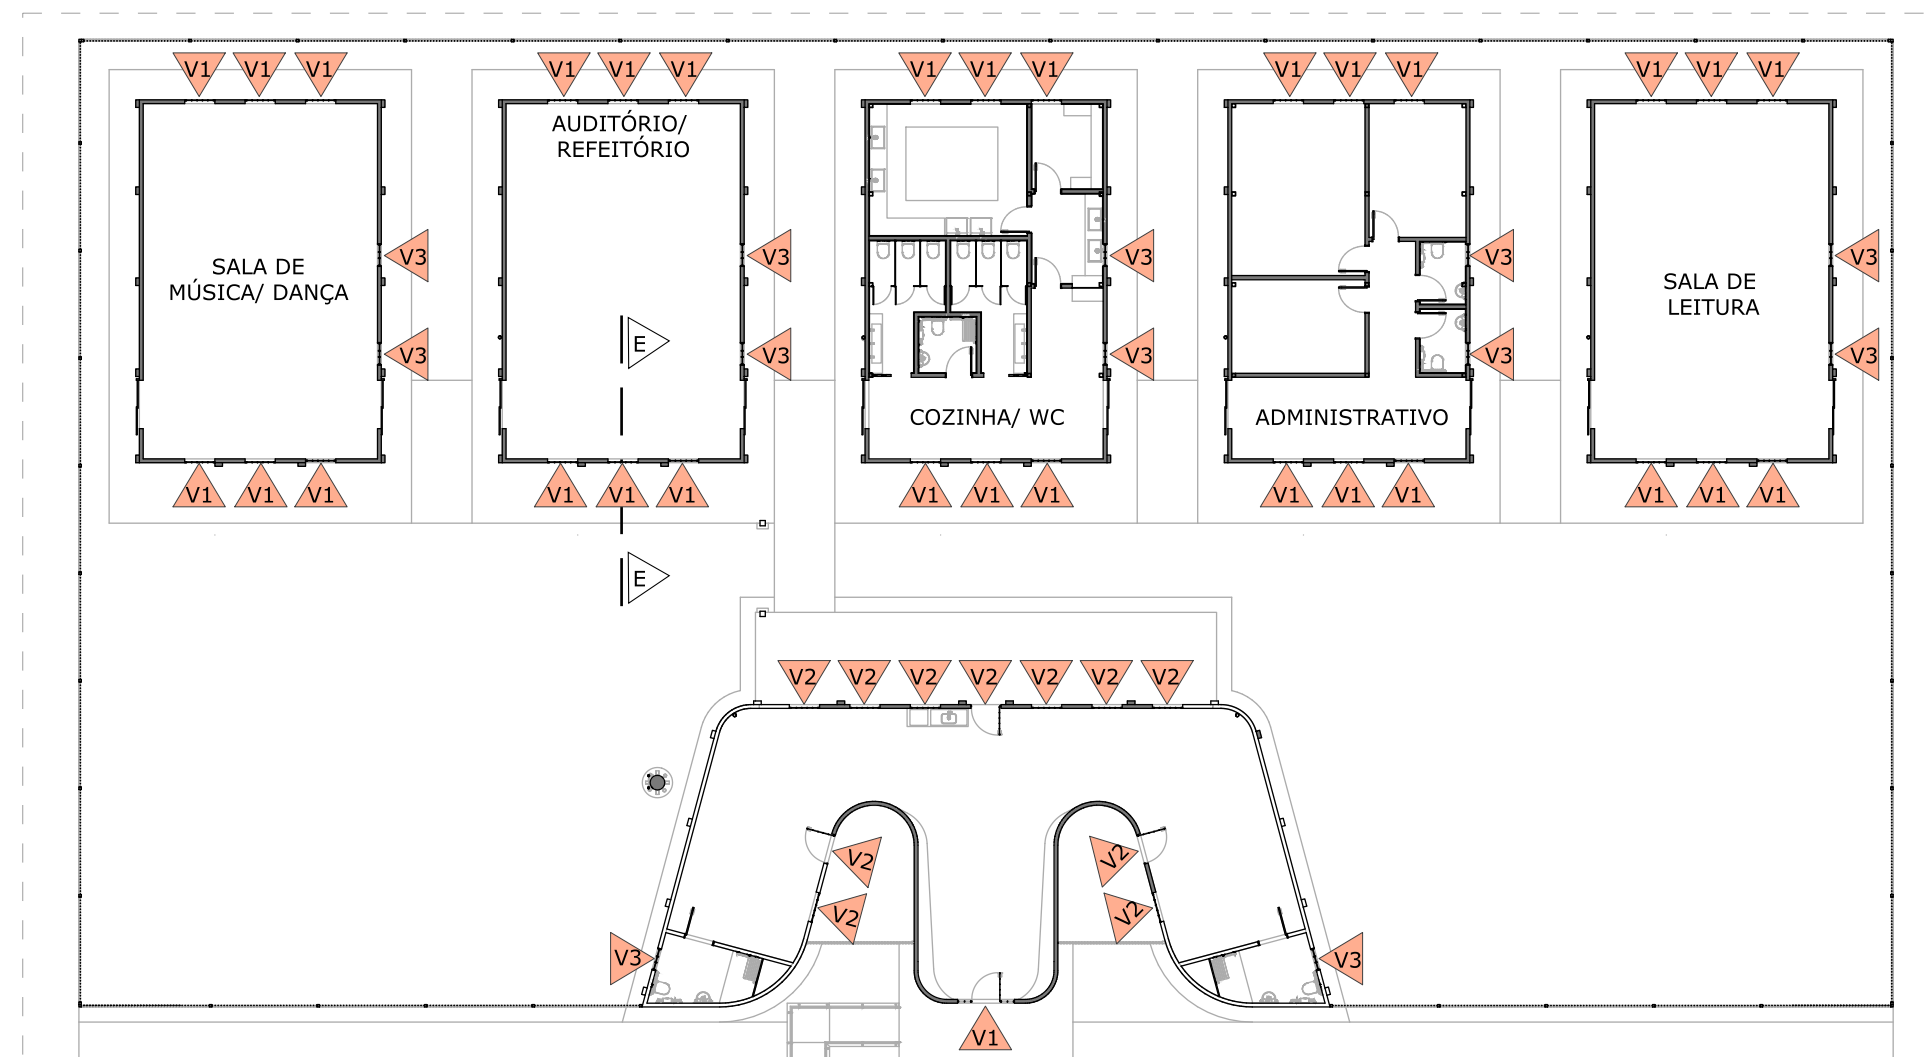 V1 V1 V1 V1 V1 V1 V1 V1 V1 V1 V1 V1 V1 V1 V1
AUDITÓRIO/
REFEITÓRIO
V3 V3 V3 V3 V3
SALA DE
MÚSICA/ DANÇA
SALA DE
LEITURA
E
V3 V3 V3 V3 V3
COZINHA/ WC
ADMINISTRATIVO
V1 V1 V1 V1 V1 V1 V1 V1 V1 V1 V1 V1 V1 V1 V1
E
V2 V2 V2 V2 V2 V2 V2
V2 V2
V2 V2
V3 V3
V1